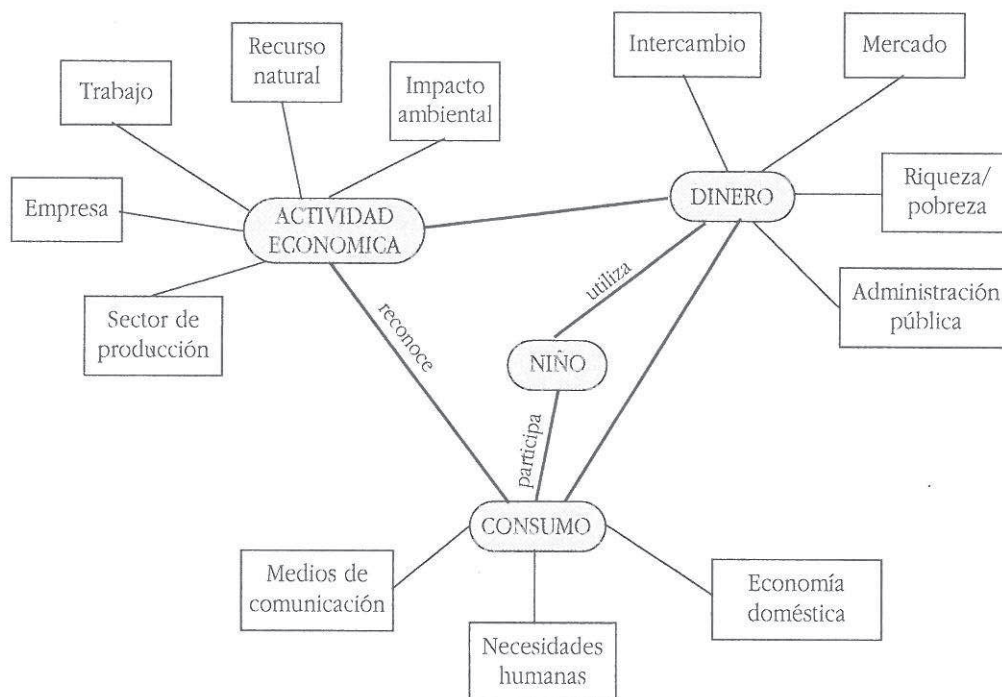 Recurso
natural
Intercambio
Mercado
Trabajo
Impacto
ambiental
Empresa
ACTIVIDAD
ECONOMICA
DINERO
Riqueza/
pobreza
Sector de
producción
reconoce
utiliza
Administración
pública
NIÑO
participa
CONSUMO
Medios de
comunicación
Necesidades
humanas
Economía
doméstica